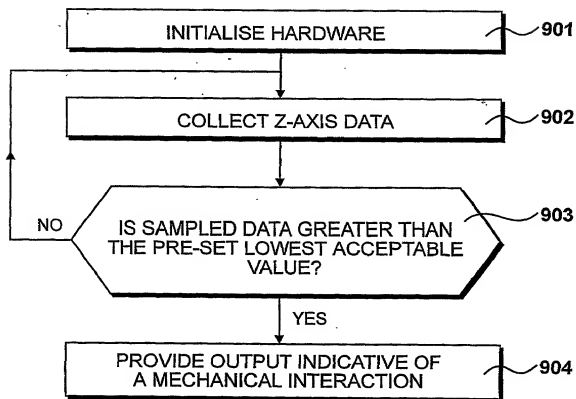 INITIALISE HARDWARE
901
COLLECT Z-AXIS DATA
902
IS SAMPLED DATA GREATER THAN
THE PRE-SET LOWEST ACCEPTABLE
VALUE?
903
NO
YES
PROVIDE OUTPUT INDICATIVE OF
A MECHANICAL INTERACTION
904